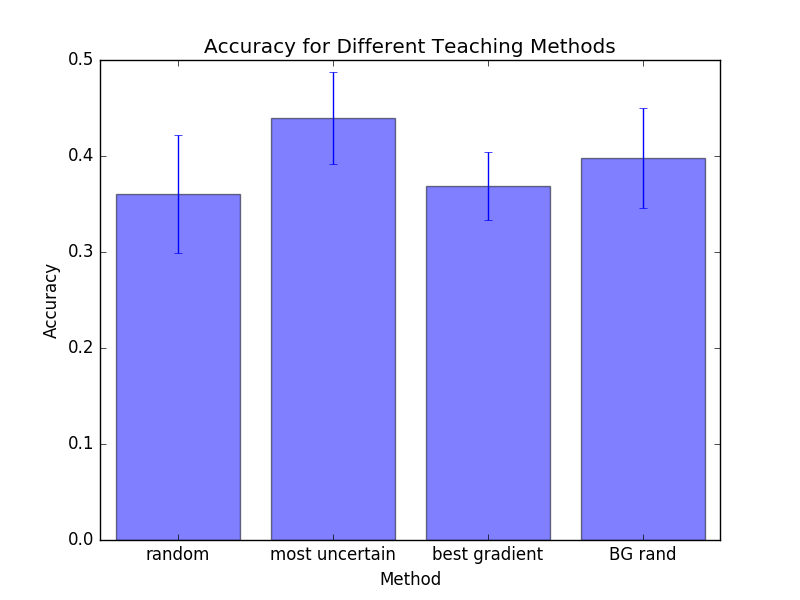 Accuracy for Different Teaching Methods
0.5
0.4
0.3
0.2
0.1
0.0
Accuracy
random
most uncertain
best gradient
BG rand
Method